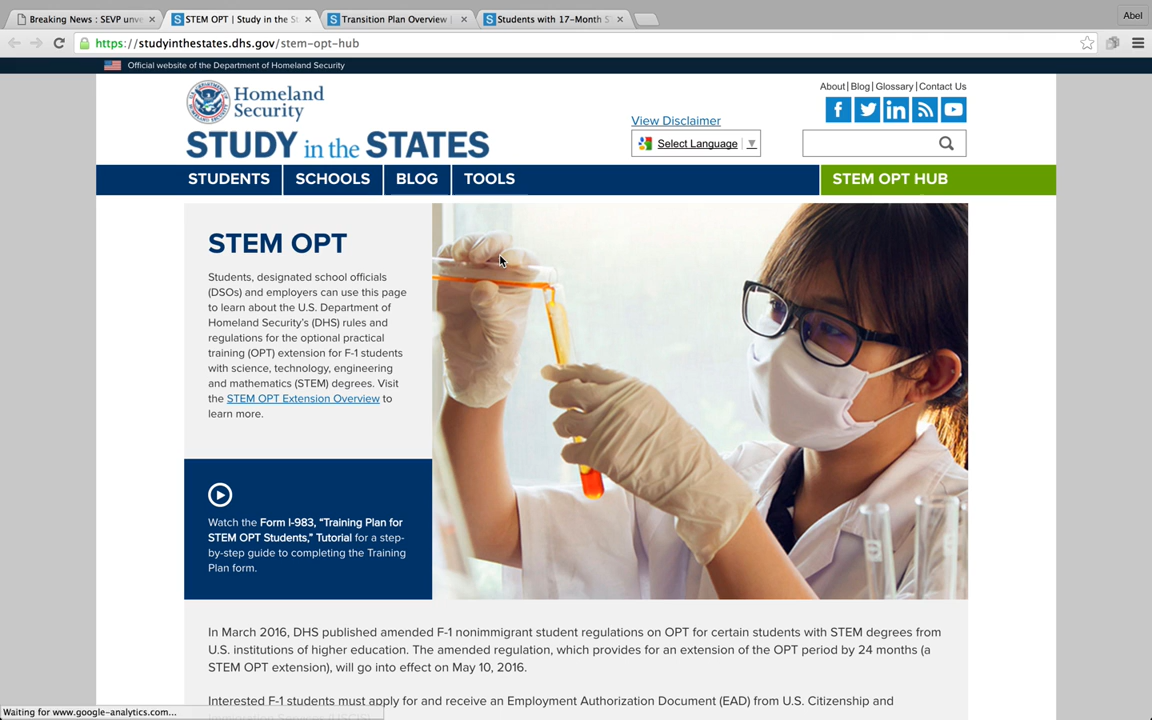 Breaking News : SEVP unve
STEM OPT | Study in the St
Transition Plan Overview |
Students with 17-Month S
Abel
https://studyinthestates.dhs.gov/stem-opt-hub
Official website of the Department of Homeland Security
Homeland
Security
STUDY in the STATES
About | Blog | Glossary | Contact Us
View Disclaimer
Select Language
STUDENTS
SCHOOLS
BLOG
TOOLS
STEM OPT HUB
STEM OPT
Students, designated school officials
(DSOs) and employers can use this page
to learn about the U.S. Department of
Homeland Security's (DHS) rules and
regulations for the optional practical
training (OPT) extension for F-1 students
with science, technology, engineering
and mathematics (STEM) degrees. Visit
the STEM OPT Extension Overview to
learn more.
Watch the Form I-983, "Training Plan for
STEM OPT Students," Tutorial for a step-
by-step guide to completing the Training
Plan form.
In March 2016, DHS published amended F-1 nonimmigrant student regulations on OPT for certain students with STEM degrees from
U.S. institutions of higher education. The amended regulation, which provides for an extension of the OPT period by 24 months (a
STEM OPT extension), will go into effect on May 10, 2016.
Interested F-1 students must apply for and receive an Employment Authorization Document (EAD) from U.S. Citizenship and
Waiting for www.google-analytics.com...